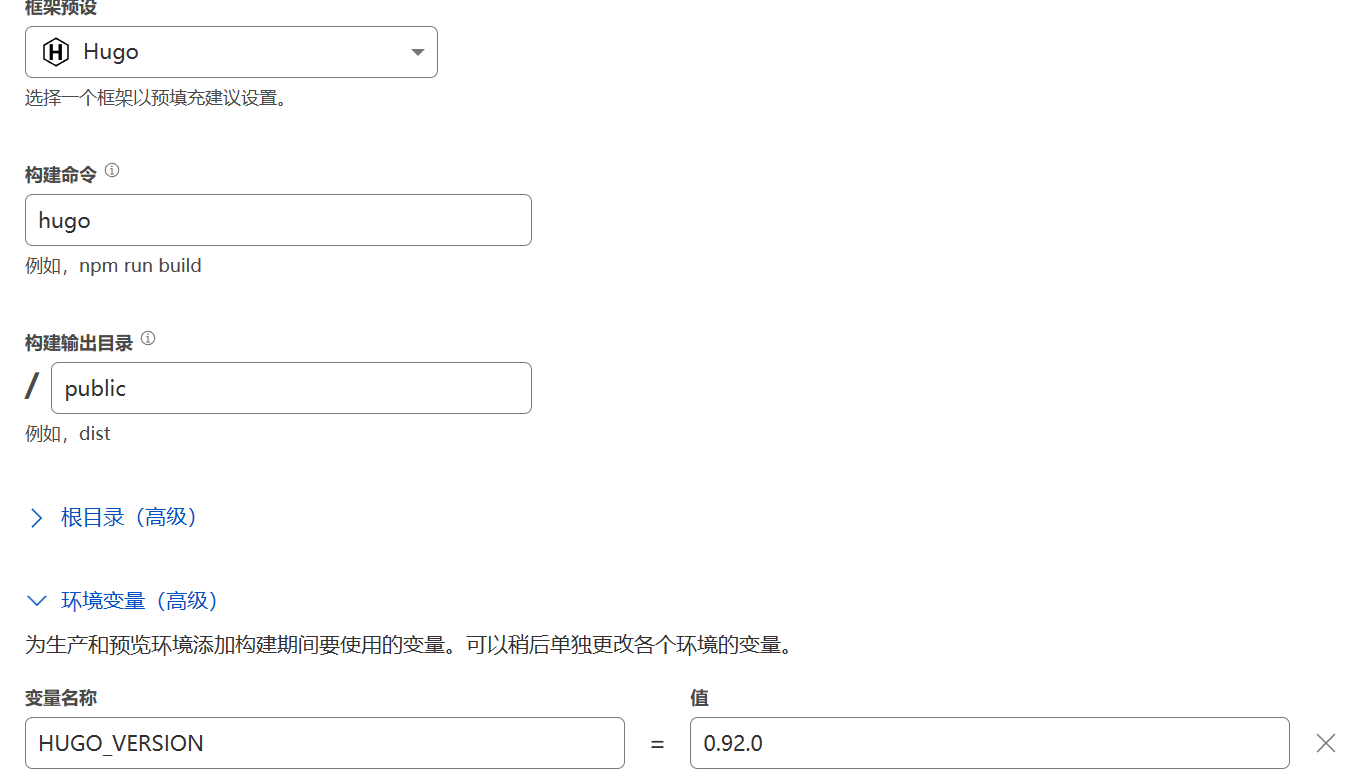 框架预设
Hugo
选择一个框架以预填充建议设置。
构建命令
hugo
例如，npm run build
构建输出目录
/ public
例如，dist
根目录（高级）
环境变量（高级）
为生产和预览环境添加构建期间要使用的变量。可以稍后单独更改各个环境的变量。
变量名称 值
HUGO_VERSION = 0.92.0